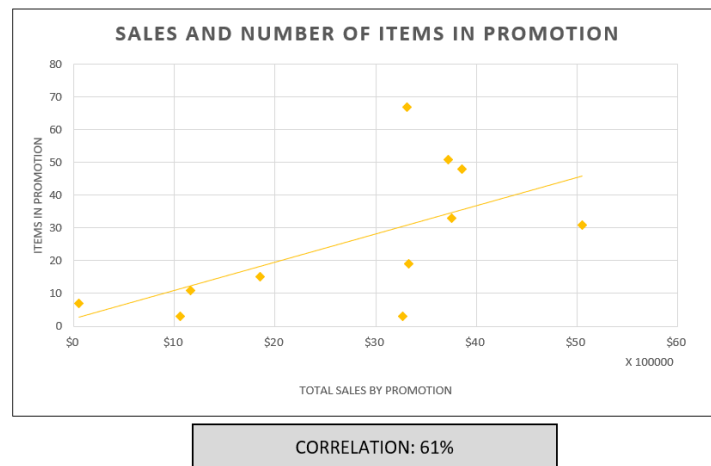 SALES AND NUMBER OF ITEMS IN PROMOTION
80
70
60
50
40
30
20
10
0
ITEMS IN PROMOTION
$0 $10 $20 $30 $40 $50 $60
X 100000
TOTAL SALES BY PROMOTION
CORRELATION: 61%